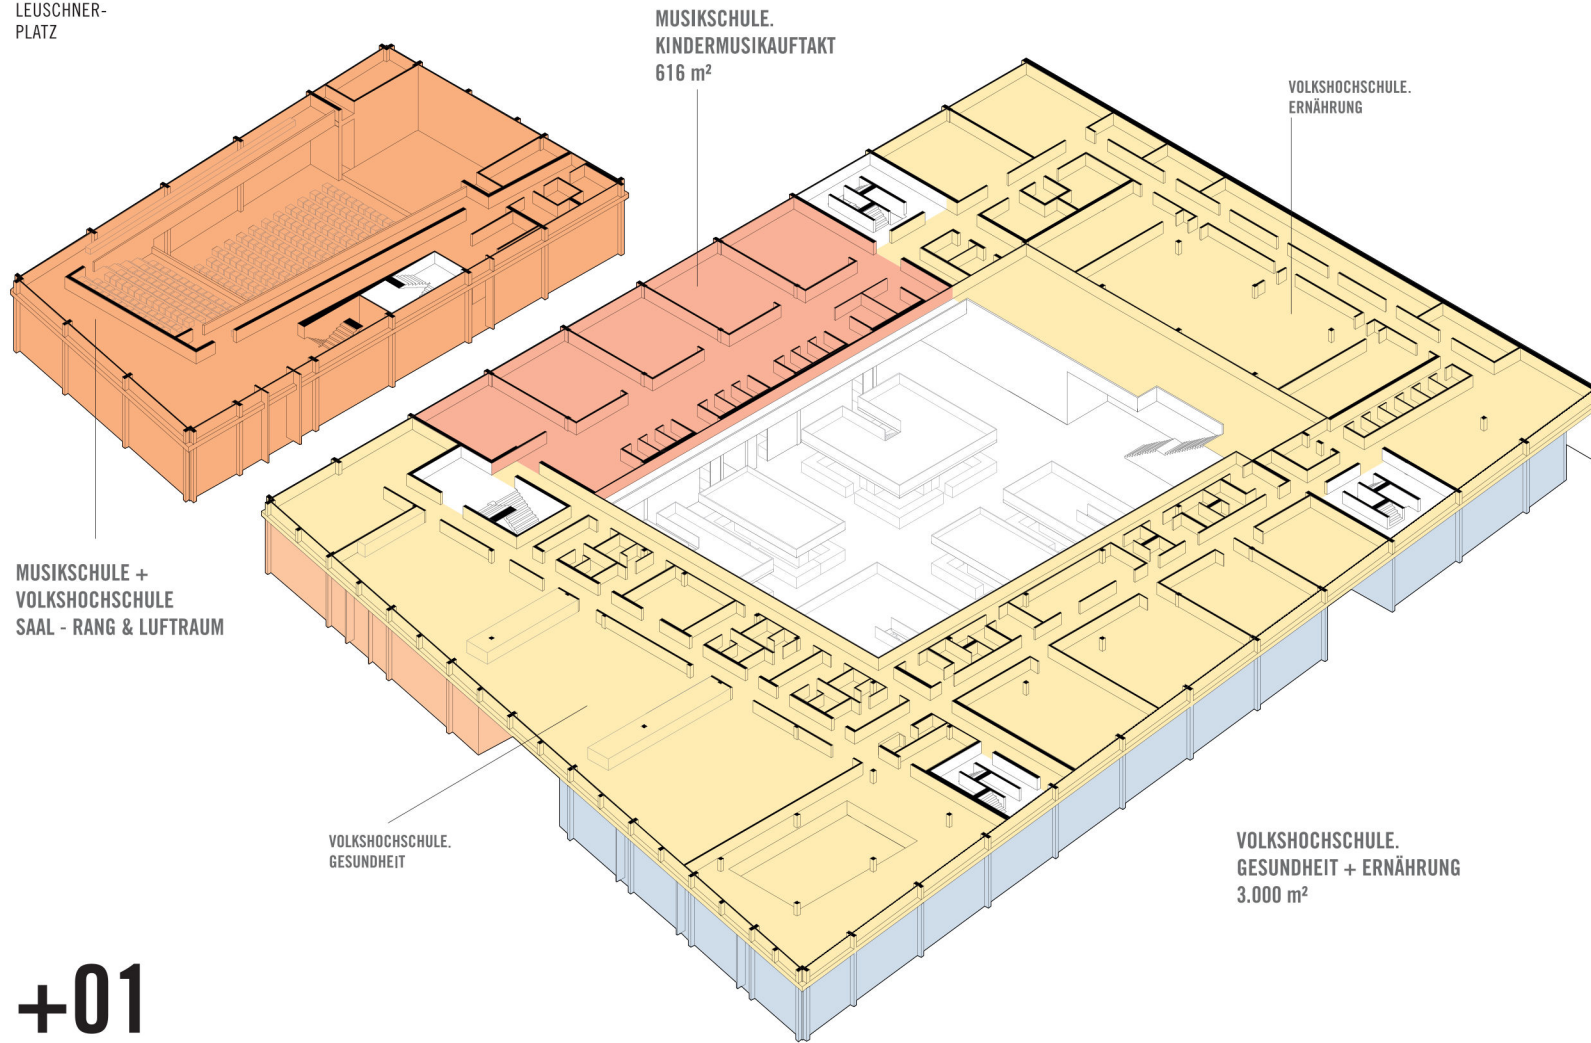 LEUSCHNER-
PLATZ
MUSIKSCHULE.
KINDERMUSIKAUFTAKT
616 m²
VOLKSHOCHSCHULE.
ERNÄHRUNG
MUSIKSCHULE +
VOLKSHOCHSCHULE
SAAL - RANG & LUFTRAUM
VOLKSHOCHSCHULE.
GESUNDHEIT
VOLKSHOCHSCHULE.
GESUNDHEIT + ERNÄHRUNG
3.000 m²
+01